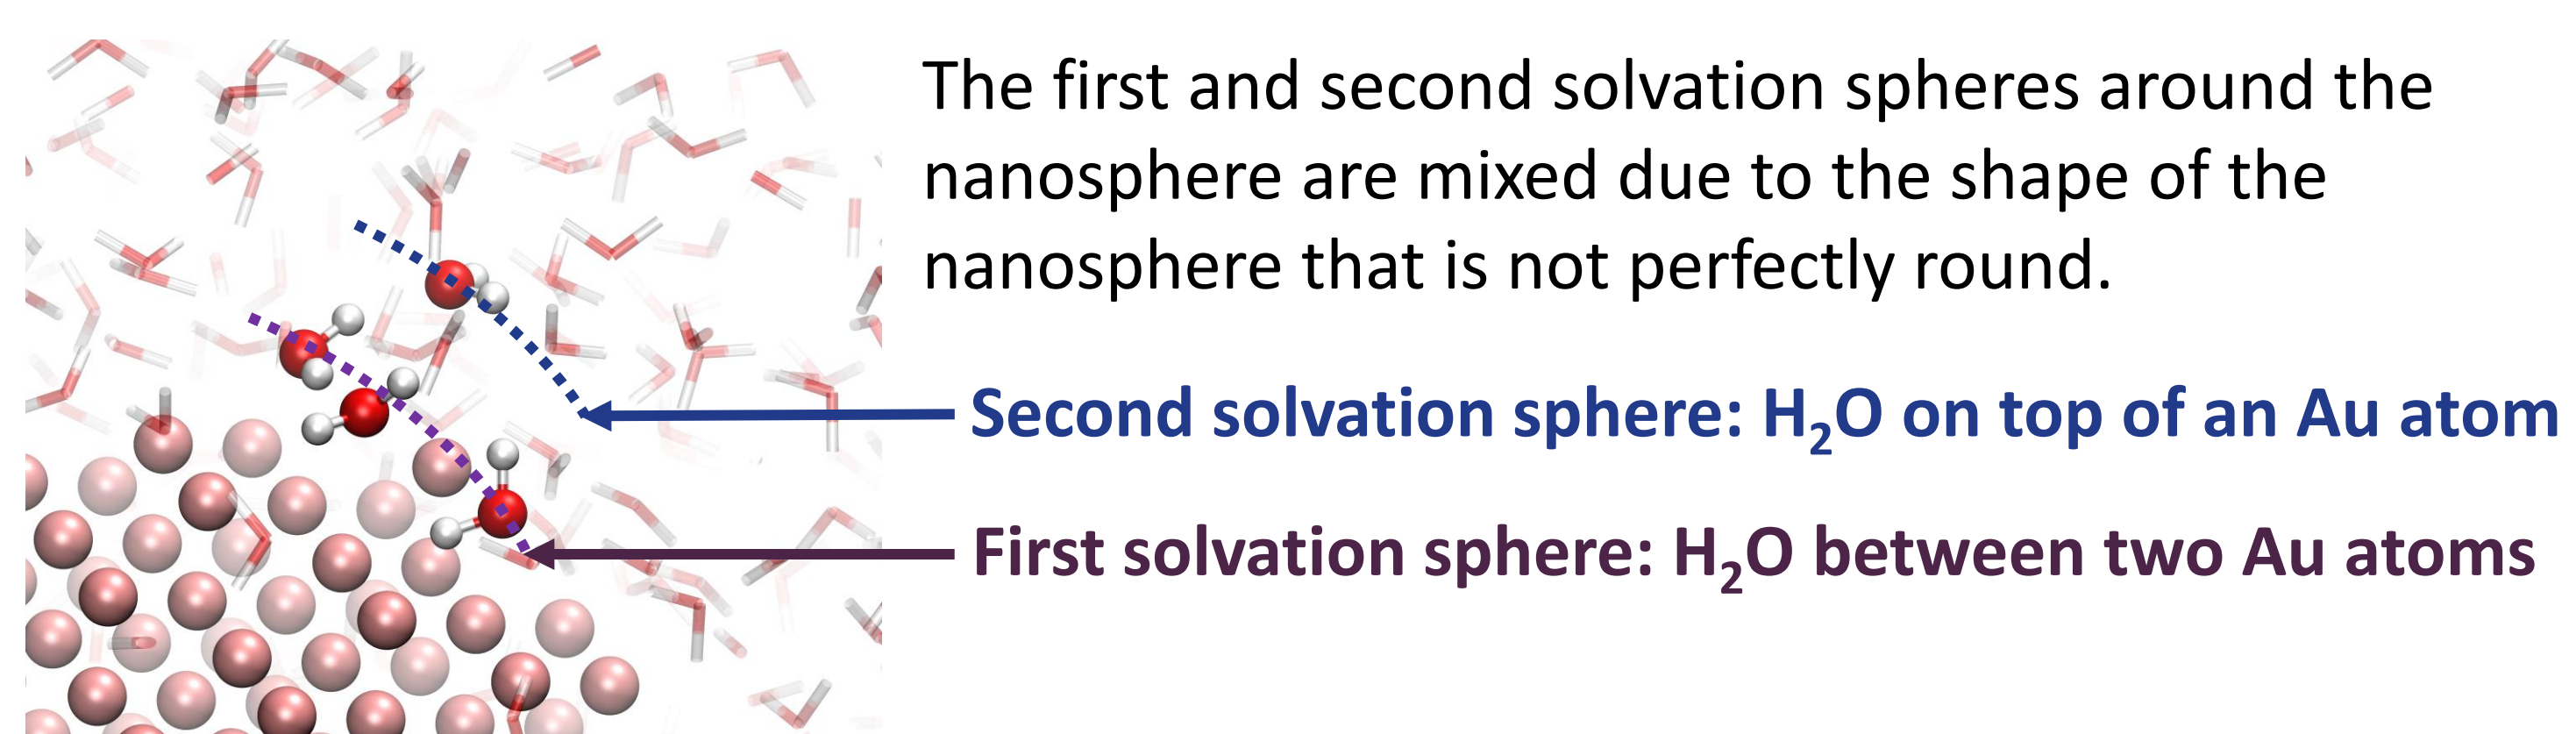 The first and second solvation spheres around the
nanosphere are mixed due to the shape of the
nanosphere that is not perfectly round.
Second solvation sphere: H₂O on top of an Au atom
First solvation sphere: H₂O between two Au atoms